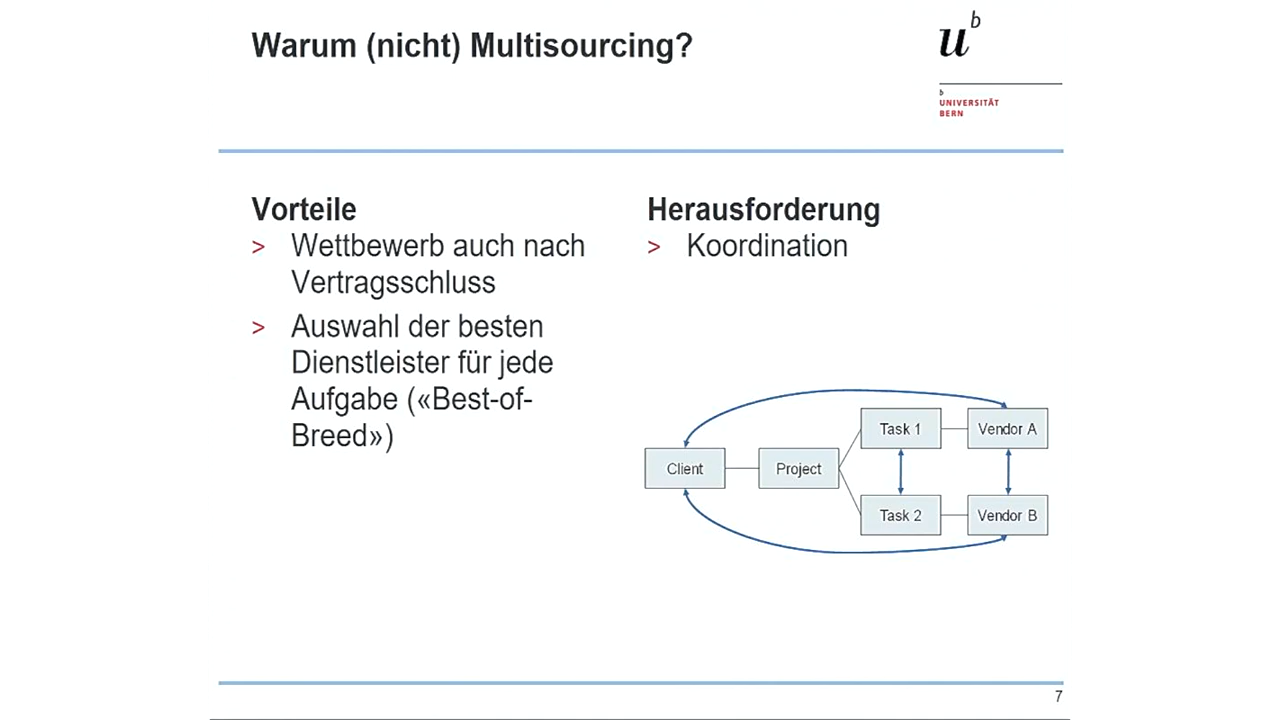 Warum (nicht) Multisourcing?
u
b
b
UNIVERSITÄT
BERN
Vorteile
> Wettbewerb auch nach
Vertragsschluss
> Auswahl der besten
Dienstleister für jede
Aufgabe («Best-of-
Breed»)
Herausforderung
> Koordination
Client
Project
Task 1
Vendor A
Task 2
Vendor B
7